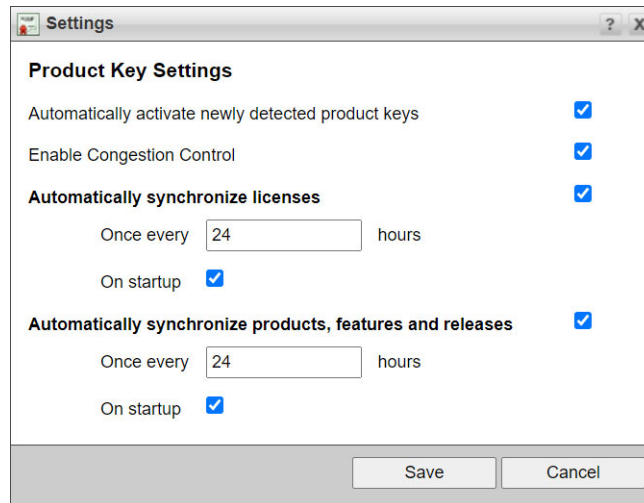 Settings
? X
Product Key Settings
Automatically activate newly detected product keys
Enable Congestion Control
Automatically synchronize licenses
Once every 24 hours
On startup
Automatically synchronize products, features and releases
Once every 24 hours
On startup
Save Cancel